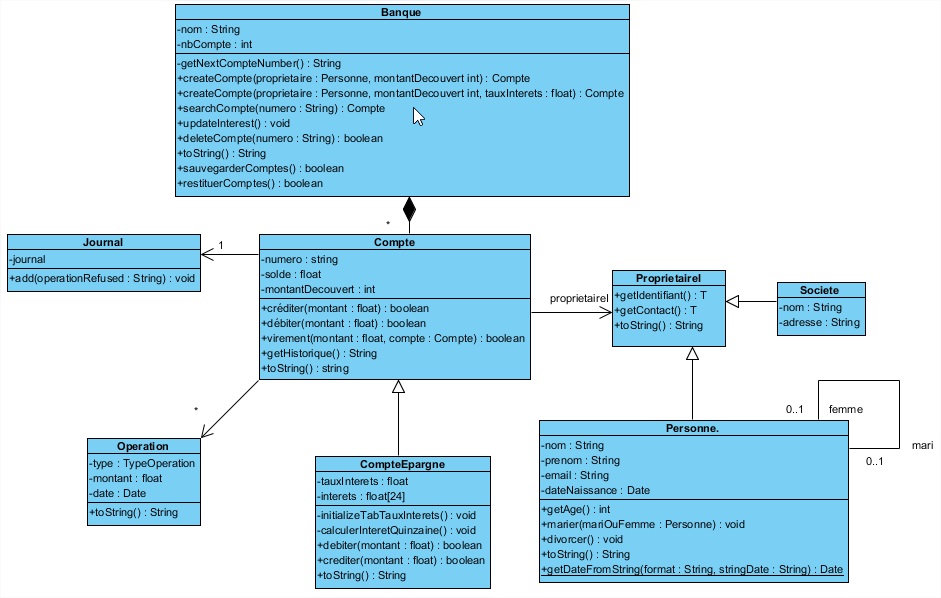 Banque
-nom : String
-nbCompte : int
-getNextCompteNumber() : String
+createCompte(proprietaire : Personne, montantDecouvert int) : Compte
+createCompte(proprietaire : Personne, montantDecouvert int, tauxInterets : float) : Compte
+searchCompte(numero : String) : Compte
+updateInterest() : void
+deleteCompte(numero : String) : boolean
+toString() : String
+sauvegarderComptes() : boolean
+restituerComptes() : boolean
*
Journal
-journal
+add(operationRefused : String) : void
1
Compte
-numero : string
-solde : float
-montantDecouvert : int
+créditer(montant : float) : boolean
+débiter(montant : float) : boolean
+virement(montant : float, compte : Compte) : boolean
+getHistorique() : String
+toString() : string
proprietaireI
ProprietaireI
+getIdentifiant() : T
+getContact() : T
+toString() : String
Societe
-nom : String
-adresse : String
*
Operation
-type : TypeOperation
-montant : float
-date : Date
+toString() : String
CompteEpargne
-tauxInterets : float
-interets : float[24]
-initializeTabTauxInterets() : void
-calculerInteretQuinzaine() : void
+debiter(montant : float) : boolean
+crediter(montant : float) : boolean
+toString() : String
0..1 femme
mari
0..1
Personne.
-nom : String
-prenom : String
-email : String
-dateNaissance : Date
+getAge() : int
+marier(mariOuFemme : Personne) : void
+divorcer() : void
+toString() : String
+getDateFromString(format : String, stringDate : String) : Date